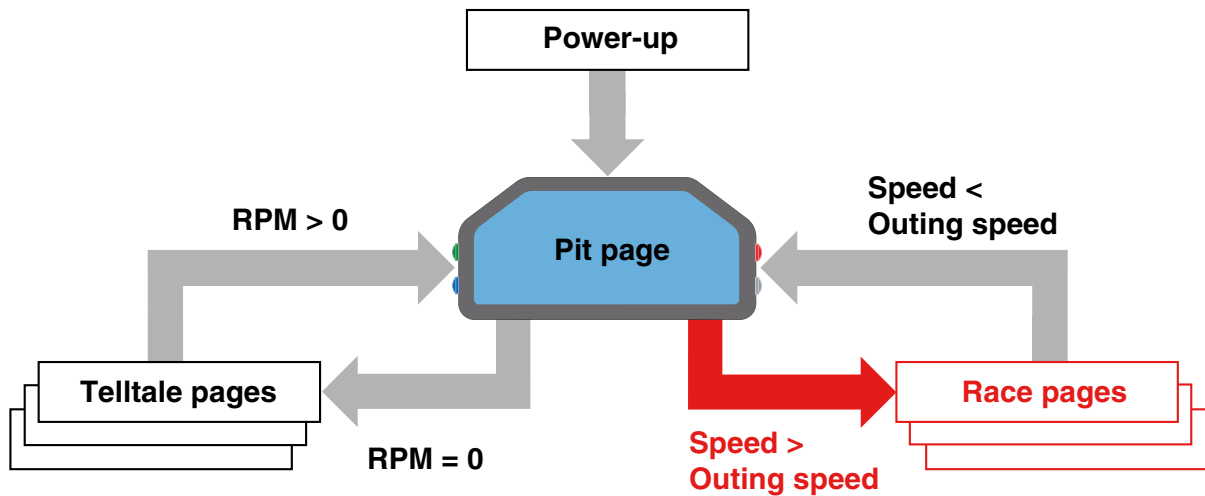 Power-up
Speed <
Outing speed
RPM > 0
Pit page
Telltale pages
Race pages
RPM = 0
Speed >
Outing speed